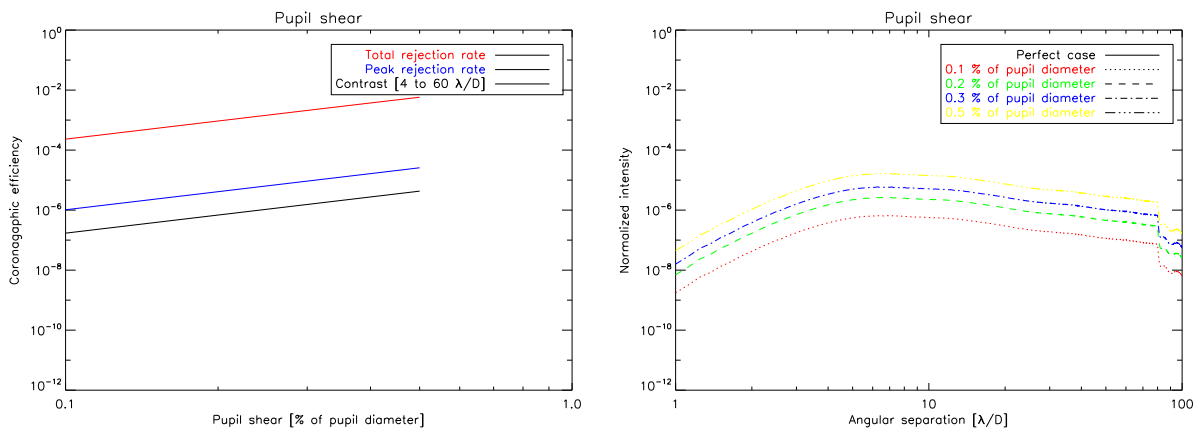 Pupil shear
10^0
10^-2
10^-4
10^-6
10^-8
10^-10
10^-12
Coronagaphic efficiency
Total rejection rate
Peak rejection rate
Contrast [4 to 60 λ/D]
0.1
1.0
Pupil shear [% of pupil diameter]
Pupil shear
10^0
10^-2
10^-4
10^-6
10^-8
10^-10
10^-12
Normalized intensity
Perfect case
0.1 % of pupil diameter
0.2 % of pupil diameter
0.3 % of pupil diameter
0.5 % of pupil diameter
1
10
100
Angular separation [λ/D]